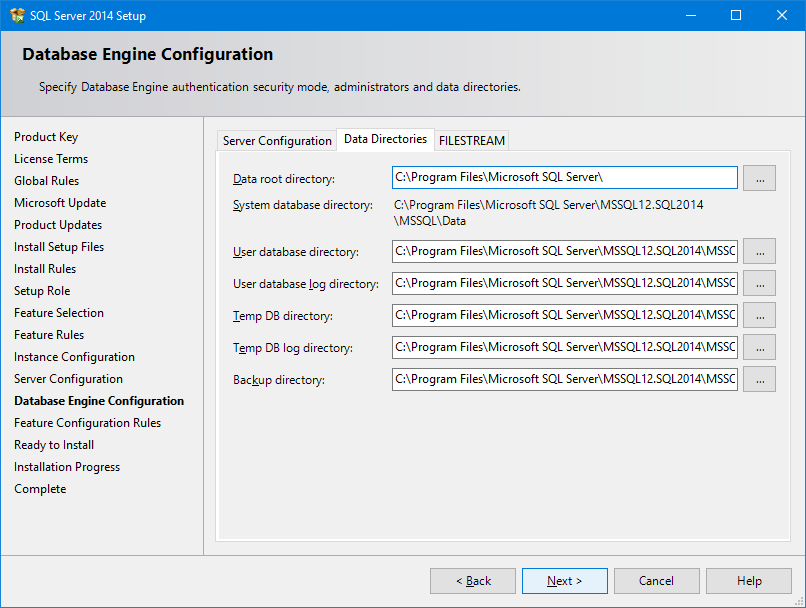 SQL Server 2014 Setup
Database Engine Configuration
Specify Database Engine authentication security mode, administrators and data directories.
Product Key
License Terms
Global Rules
Microsoft Update
Product Updates
Install Setup Files
Install Rules
Setup Role
Feature Selection
Feature Rules
Instance Configuration
Server Configuration
Database Engine Configuration
Feature Configuration Rules
Ready to Install
Installation Progress
Complete
Server Configuration Data Directories FILESTREAM
Data root directory: C:\Program Files\Microsoft SQL Server\ ...
System database directory: C:\Program Files\Microsoft SQL Server\MSSQL12.SQL2014
\MSSQL\Data
User database directory: C:\Program Files\Microsoft SQL Server\MSSQL12.SQL2014\MSSC ...
User database log directory: C:\Program Files\Microsoft SQL Server\MSSQL12.SQL2014\MSSC ...
Temp DB directory: C:\Program Files\Microsoft SQL Server\MSSQL12.SQL2014\MSSC ...
Temp DB log directory: C:\Program Files\Microsoft SQL Server\MSSQL12.SQL2014\MSSC ...
Backup directory: C:\Program Files\Microsoft SQL Server\MSSQL12.SQL2014\MSSC ...
< Back Next > Cancel Help